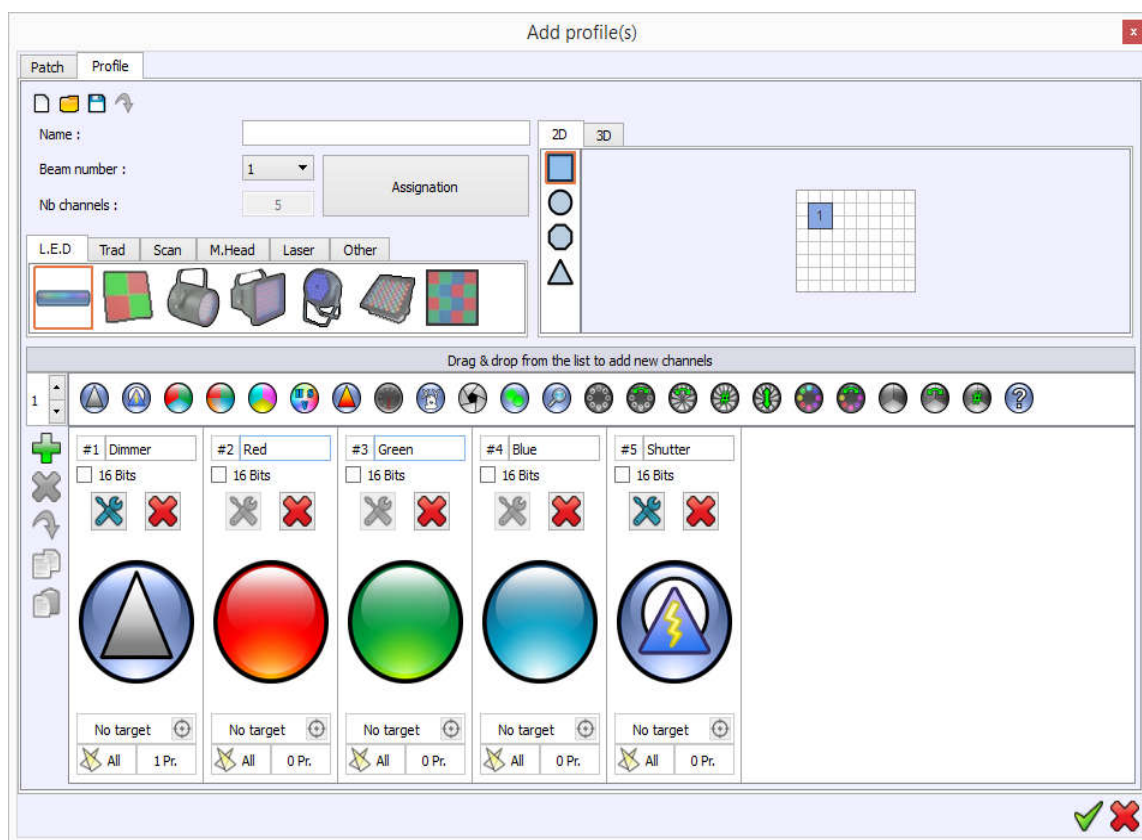 Add profile(s)
x
Patch Profile
Name :
2D 3D
Beam number : 1
Assignation
Nb channels : 5
1
L.E.D Trad Scan M.Head Laser Other
Drag & drop from the list to add new channels
1
#1 Dimmer #2 Red #3 Green #4 Blue #5 Shutter
16 Bits 16 Bits 16 Bits 16 Bits 16 Bits
No target No target No target No target No target
All 1 Pr. All 0 Pr. All 0 Pr. All 0 Pr. All 0 Pr.